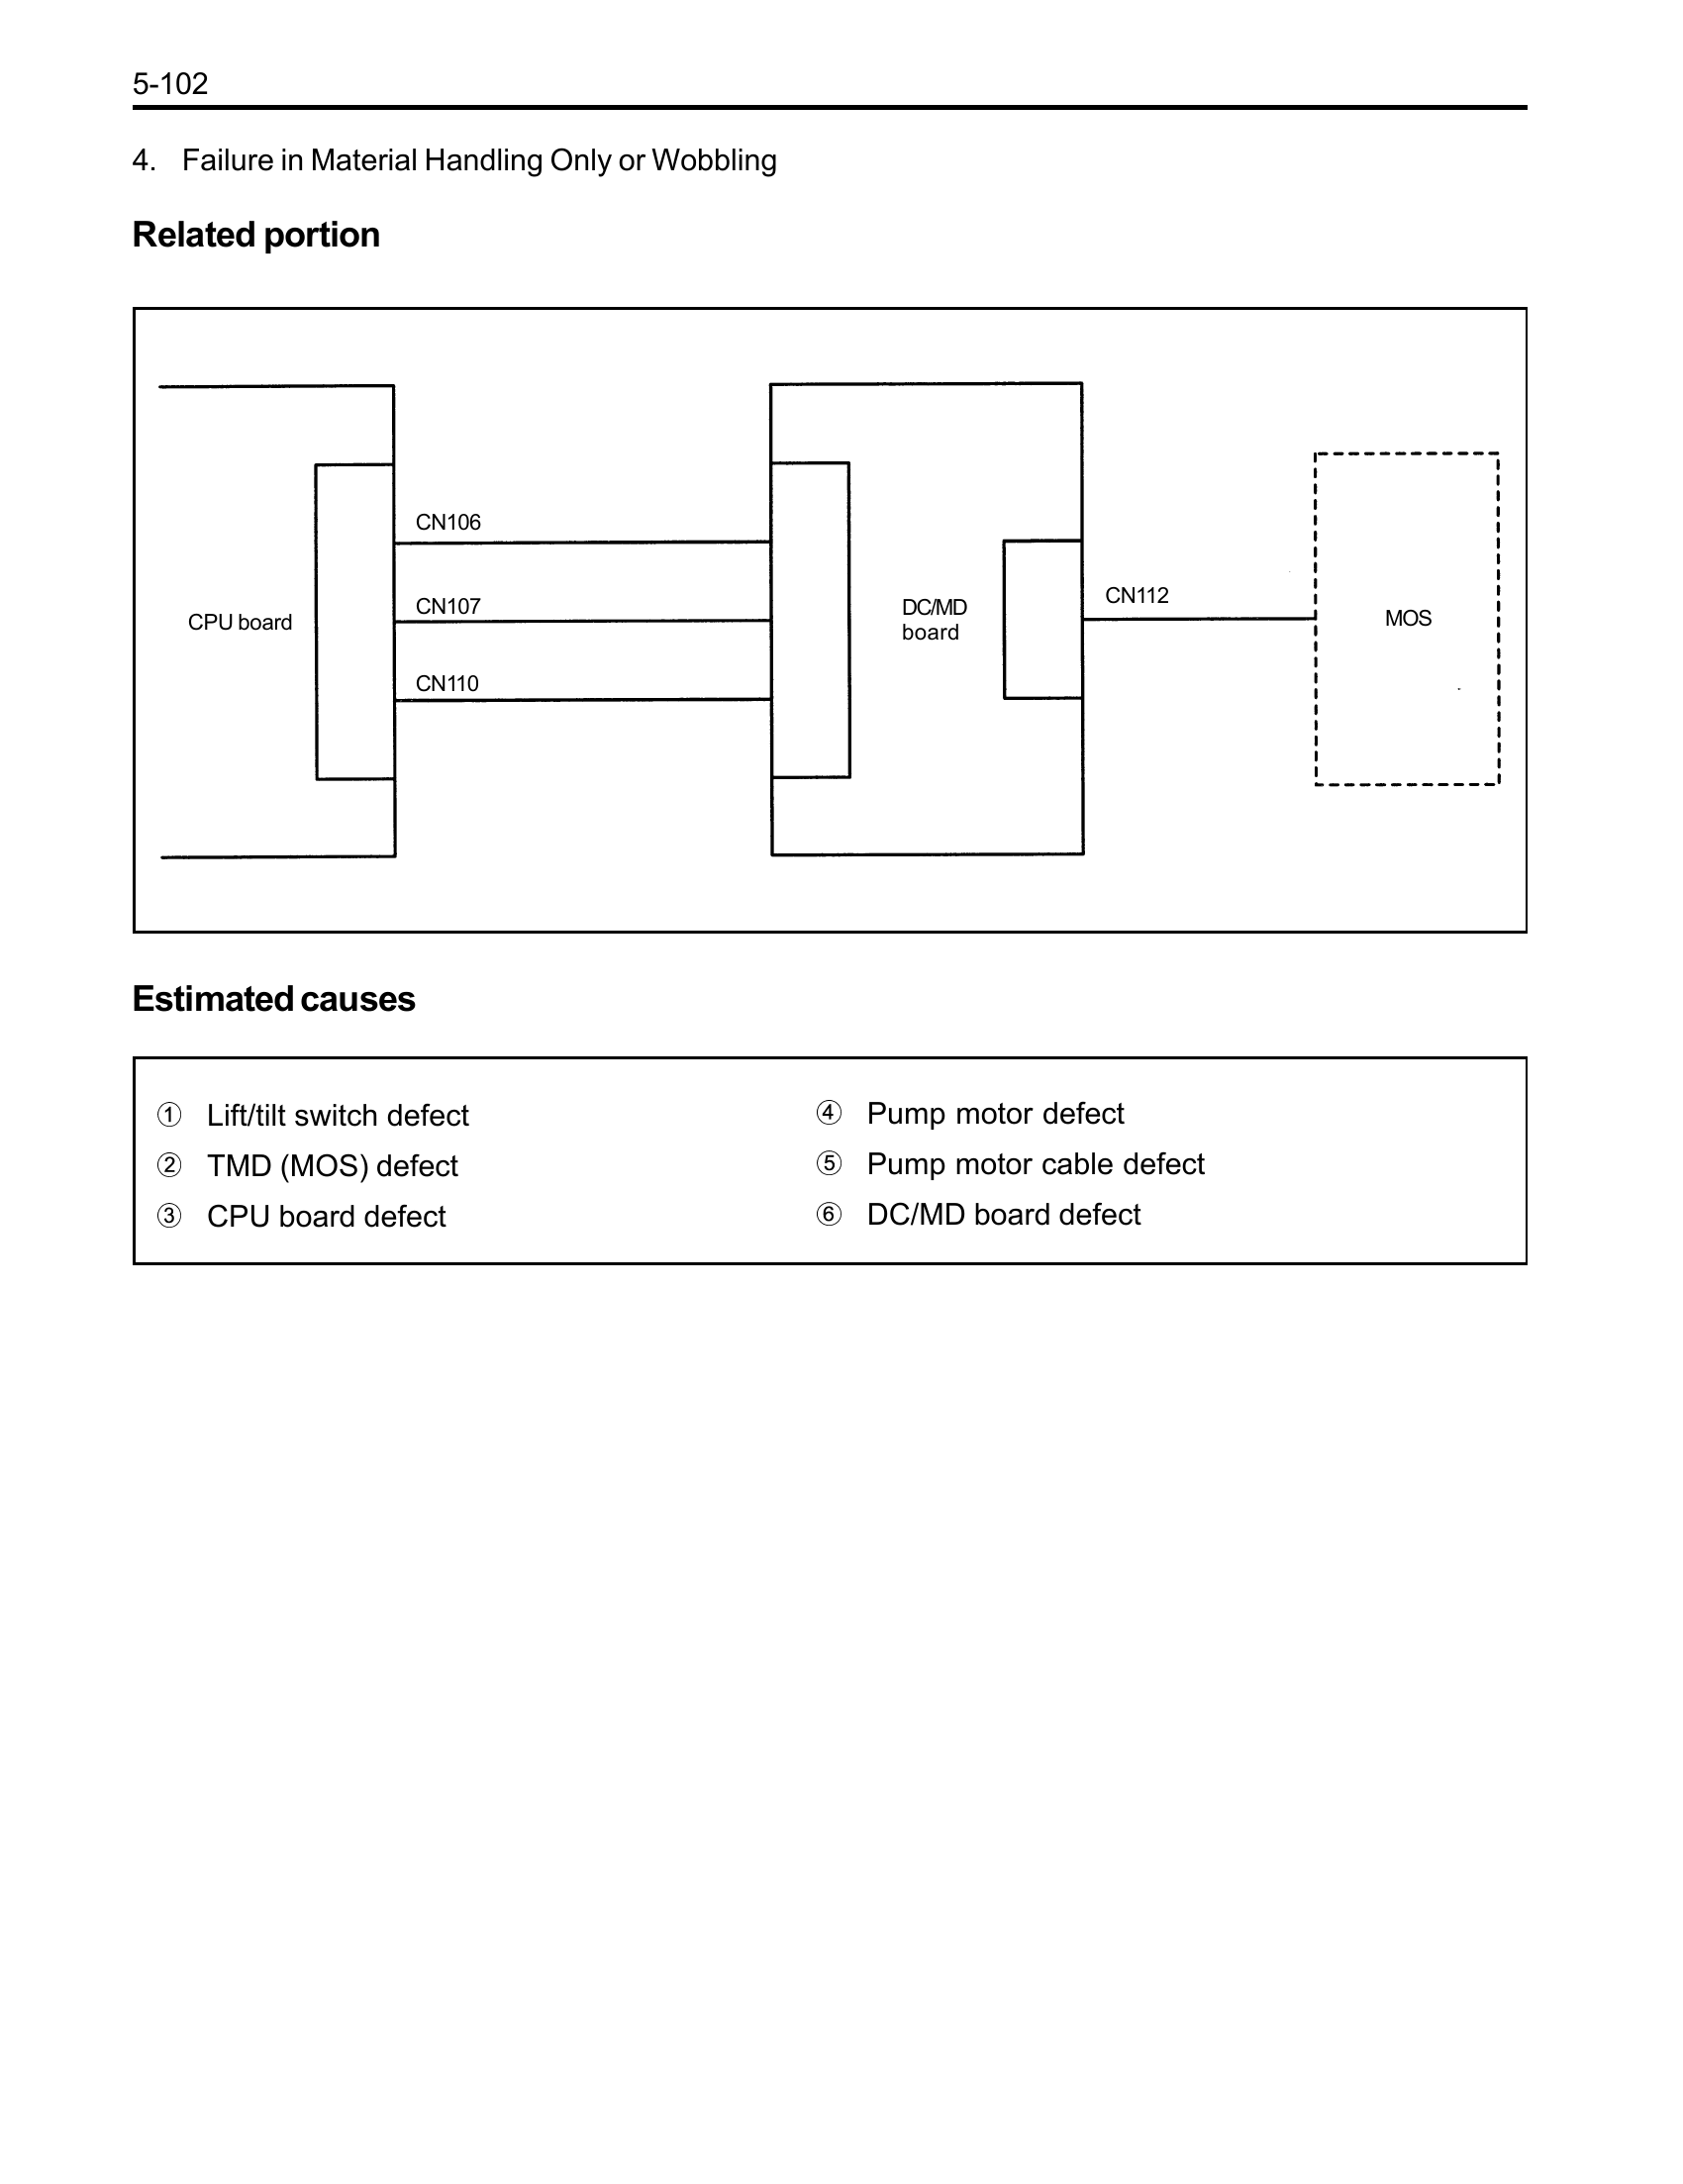 5-102
4. Failure in Material Handling Only or Wobbling
Related portion
CPU board
CN106
CN107
CN110
DC/MD
board
CN112
MOS
Estimated causes
① Lift/tilt switch defect
② TMD (MOS) defect
③ CPU board defect
④ Pump motor defect
⑤ Pump motor cable defect
⑥ DC/MD board defect